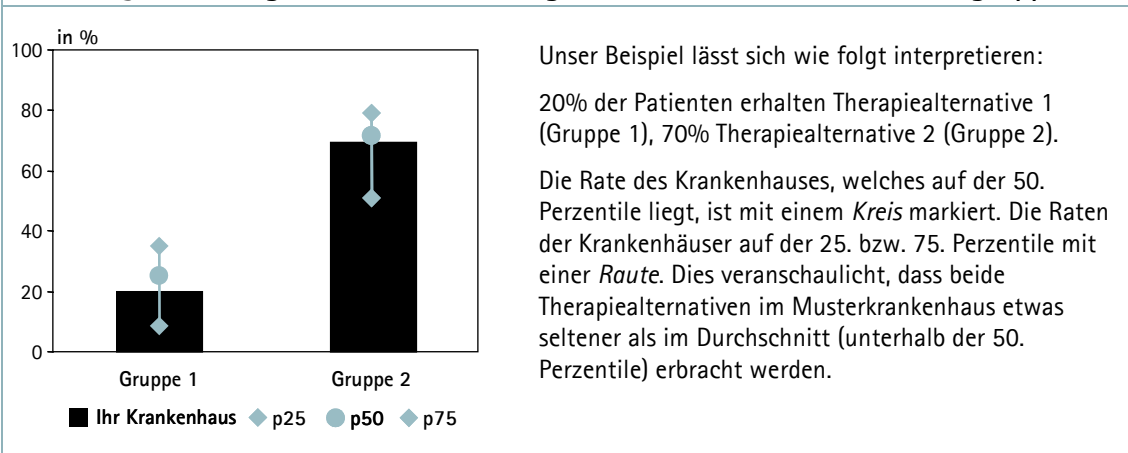 in %
100
80
60
40
20
0
Gruppe 1
Gruppe 2
Ihr Krankenhaus p25 p50 p75
Unser Beispiel lässt sich wie folgt interpretieren:
20% der Patienten erhalten Therapiealternative 1
(Gruppe 1), 70% Therapiealternative 2 (Gruppe 2).
Die Rate des Krankenhauses, welches auf der 50.
Perzentile liegt, ist mit einem Kreis markiert. Die Raten
der Krankenhäuser auf der 25. bzw. 75. Perzentile mit
einer Raute. Dies veranschaulicht, dass beide
Therapiealternativen im Musterkrankenhaus etwas
seltener als im Durchschnitt (unterhalb der 50.
Perzentile) erbracht werden.